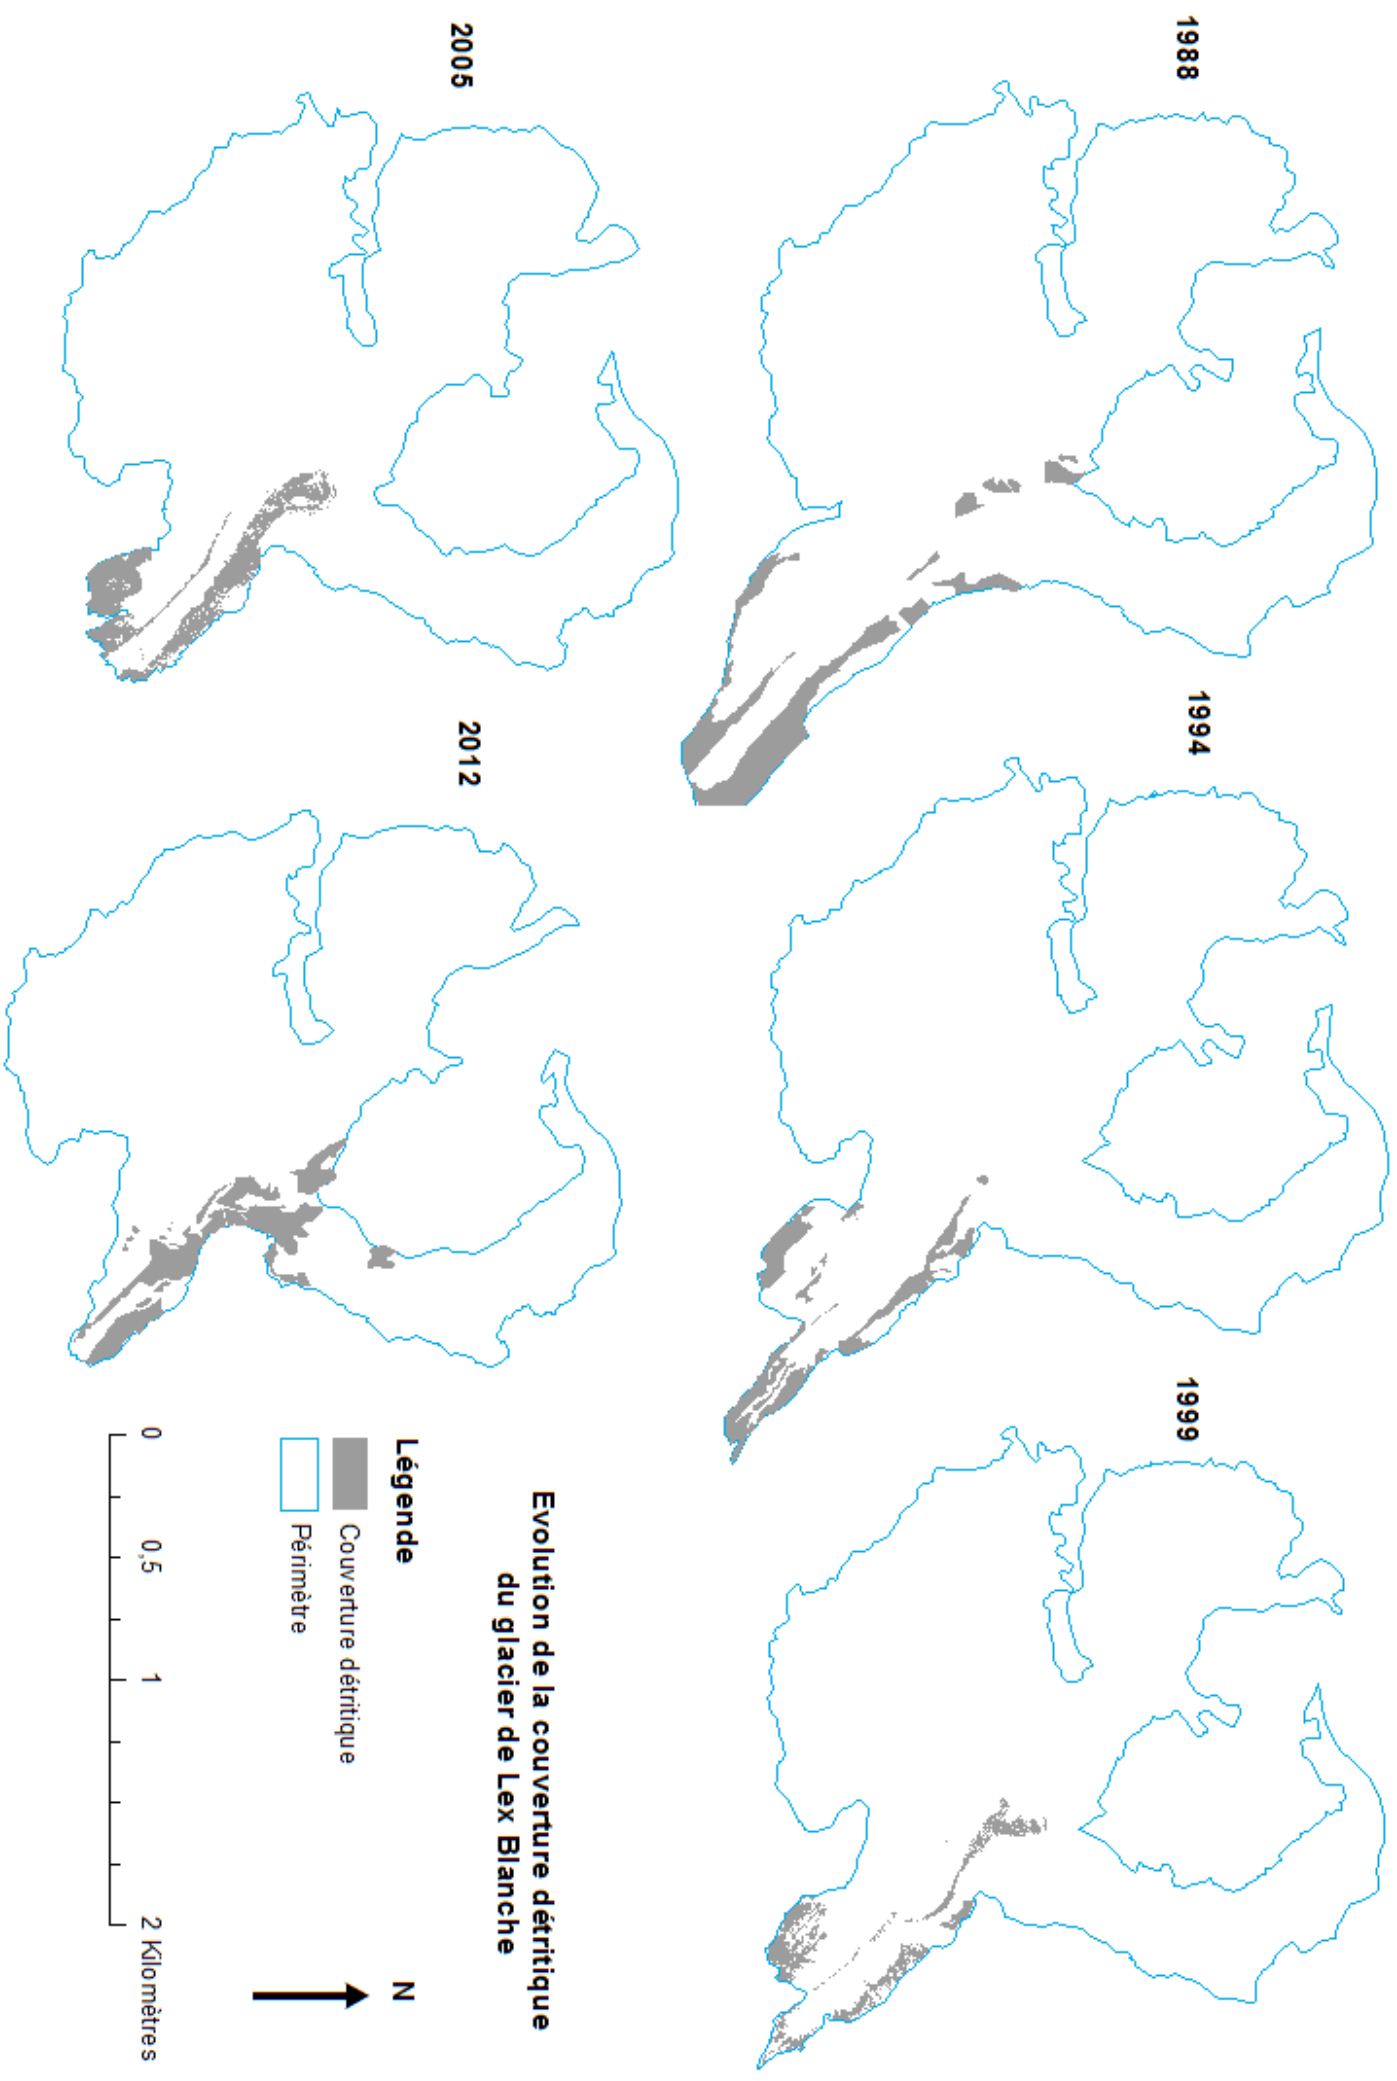 1988
1994
1999
2005
2012
Evolution de la couverture détritique
du glacier de Lex Blanche
Légende
Couverture détritique
Périmètre
N
0 0,5 1 2 Kilomètres